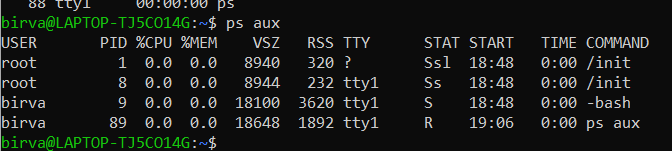 88 tty1     00:00:00 ps
birva@LAPTOP-TJ5CO14G:~$ ps aux
USER       PID %CPU %MEM    VSZ   RSS TTY      STAT START   TIME COMMAND
root         1  0.0  0.0   8940   320 ?        Ssl  18:48   0:00 /init
root         8  0.0  0.0   8944   232 tty1     Ss   18:48   0:00 /init
birva        9  0.0  0.0  18100  3620 tty1     S    18:48   0:00 -bash
birva       89  0.0  0.0  18648  1892 tty1     R    19:06   0:00 ps aux
birva@LAPTOP-TJ5CO14G:~$